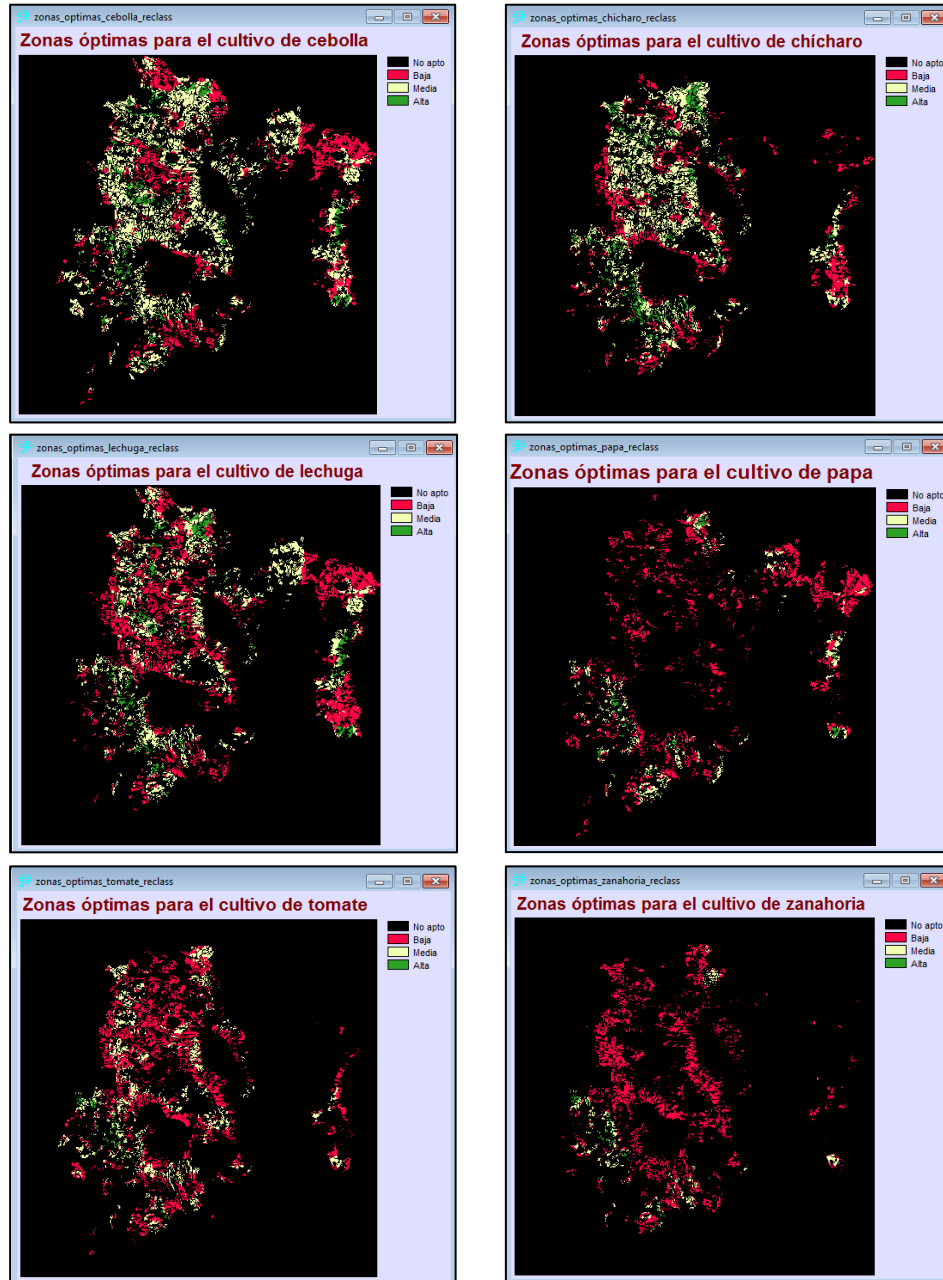 zonas_optimas_cebolla_reclass
Zonas óptimas para el cultivo de cebolla
No apto
Baja
Media
Alta
zonas_optimas_chicharo_reclass
Zonas óptimas para el cultivo de chícharo
No apto
Baja
Media
Alta
zonas_optimas_lechuga_reclass
Zonas óptimas para el cultivo de lechuga
No apto
Baja
Media
Alta
zonas_optimas_papa_reclass
Zonas óptimas para el cultivo de papa
No apto
Baja
Media
Alta
zonas_optimas_tomate_reclass
Zonas óptimas para el cultivo de tomate
No apto
Baja
Media
Alta
zonas_optimas_zanahoria_reclass
Zonas óptimas para el cultivo de zanahoria
No apto
Baja
Media
Alta